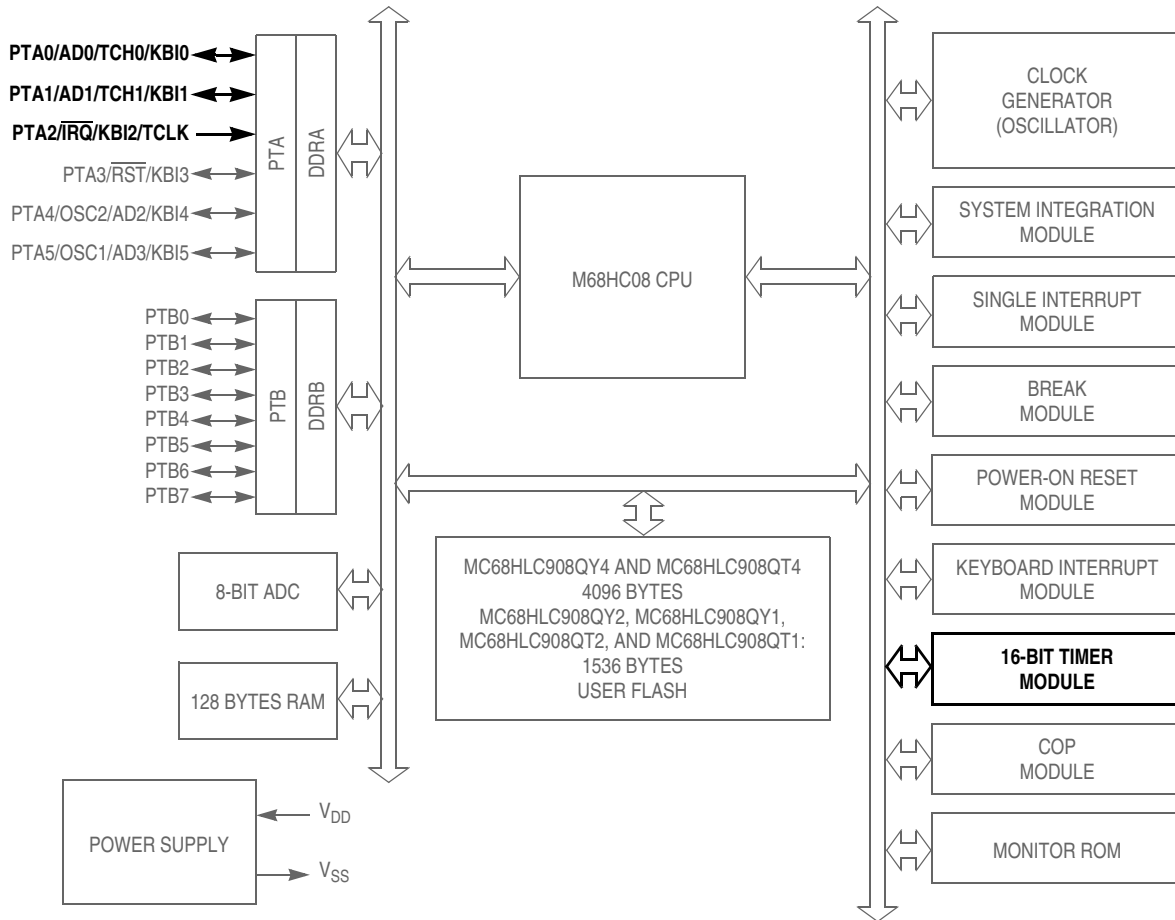 PTA0/AD0/TCH0/KBI0
PTA1/AD1/TCH1/KBI1
PTA2/IRQ/KBI2/TCLK
PTA3/RST/KBI3
PTA4/OSC2/AD2/KBI4
PTA5/OSC1/AD3/KBI5
PTA
DDRA
PTB0
PTB1
PTB2
PTB3
PTB4
PTB5
PTB6
PTB7
PTB
DDRB
8-BIT ADC
128 BYTES RAM
POWER SUPPLY
VDD
VSS
M68HC08 CPU
MC68HLC908QY4 AND MC68HLC908QT4
4096 BYTES
MC68HLC908QY2, MC68HLC908QY1,
MC68HLC908QT2, AND MC68HLC908QT1:
1536 BYTES
USER FLASH
CLOCK
GENERATOR
(OSCILLATOR)
SYSTEM INTEGRATION
MODULE
SINGLE INTERRUPT
MODULE
BREAK
MODULE
POWER-ON RESET
MODULE
KEYBOARD INTERRUPT
MODULE
16-BIT TIMER
MODULE
COP
MODULE
MONITOR ROM